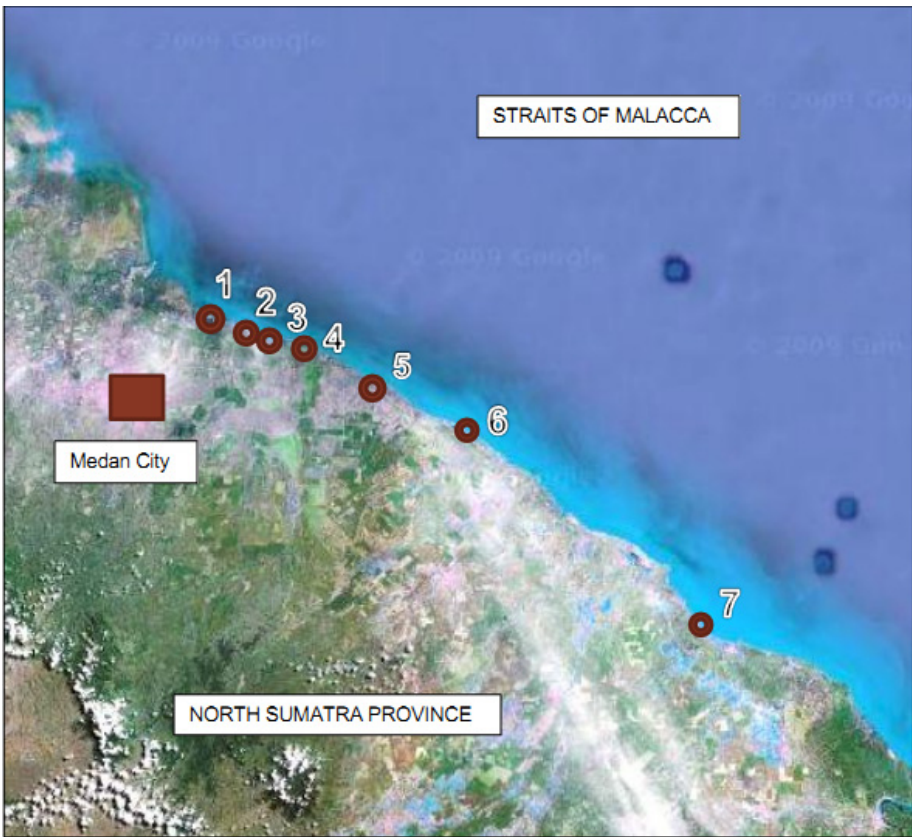 © 2009 Google
STRAITS OF MALACCA
© 2009 Goo
© 2009 Google
1
2
3
4
5
6
7
© 2009 Goo
Medan City
NORTH SUMATRA PROVINCE